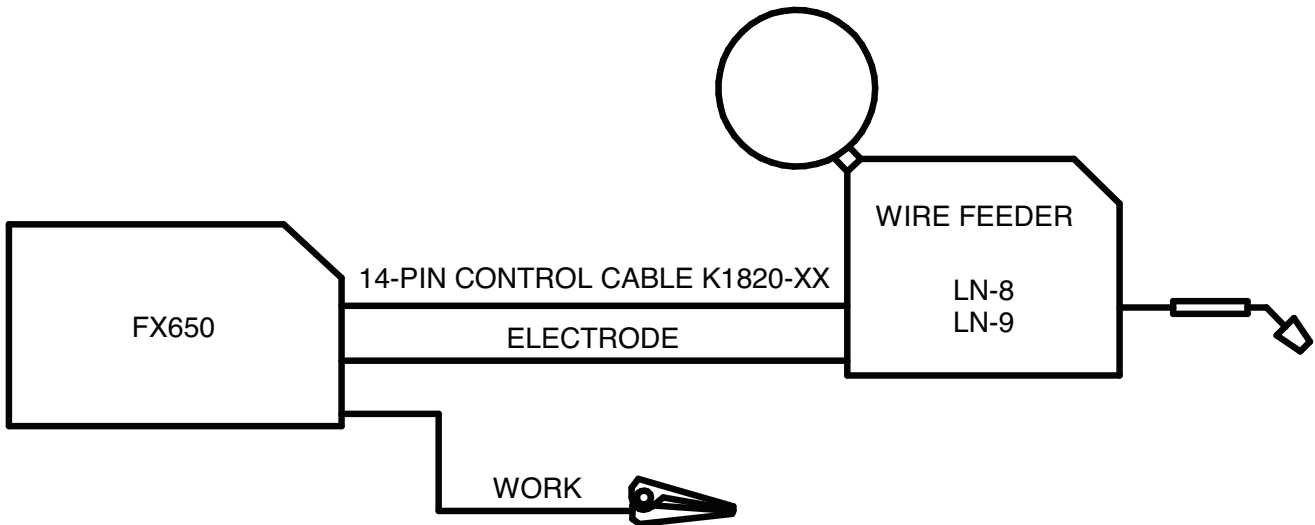 WIRE FEEDER
14-PIN CONTROL CABLE K1820-XX
LN-8
FX650
LN-9
ELECTRODE
WORK